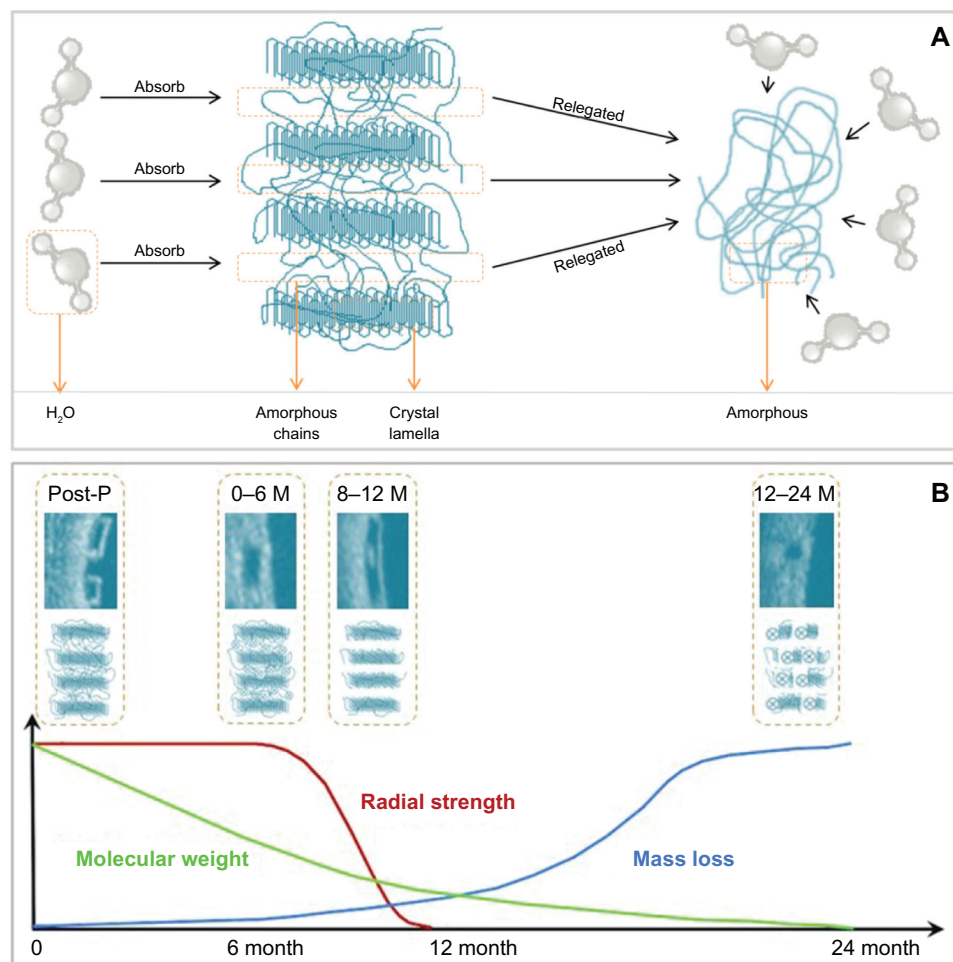 A
Absorb
Relegated
Absorb
Absorb
Relegated
H₂O
Amorphous
chains
Crystal
lamella
Amorphous
B
Post-P
0–6 M
8–12 M
12–24 M
Radial strength
Molecular weight
Mass loss
0
6 month
12 month
24 month